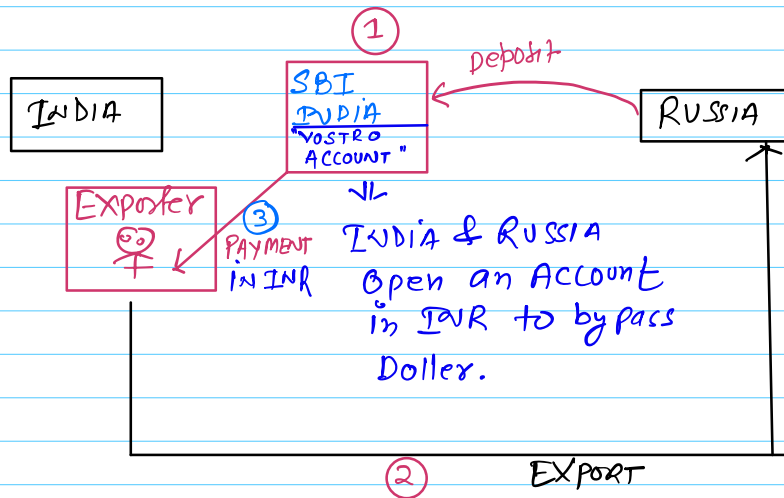 1
Deposit
SBI
INDIA
INDIA
RUSSIA
"VOSTRO
ACCOUNT"
Exporter
3
PAYMENT
IN INR
INDIA & RUSSIA
Open an Account
in INR to bypass
Doller.
2
EXPORT